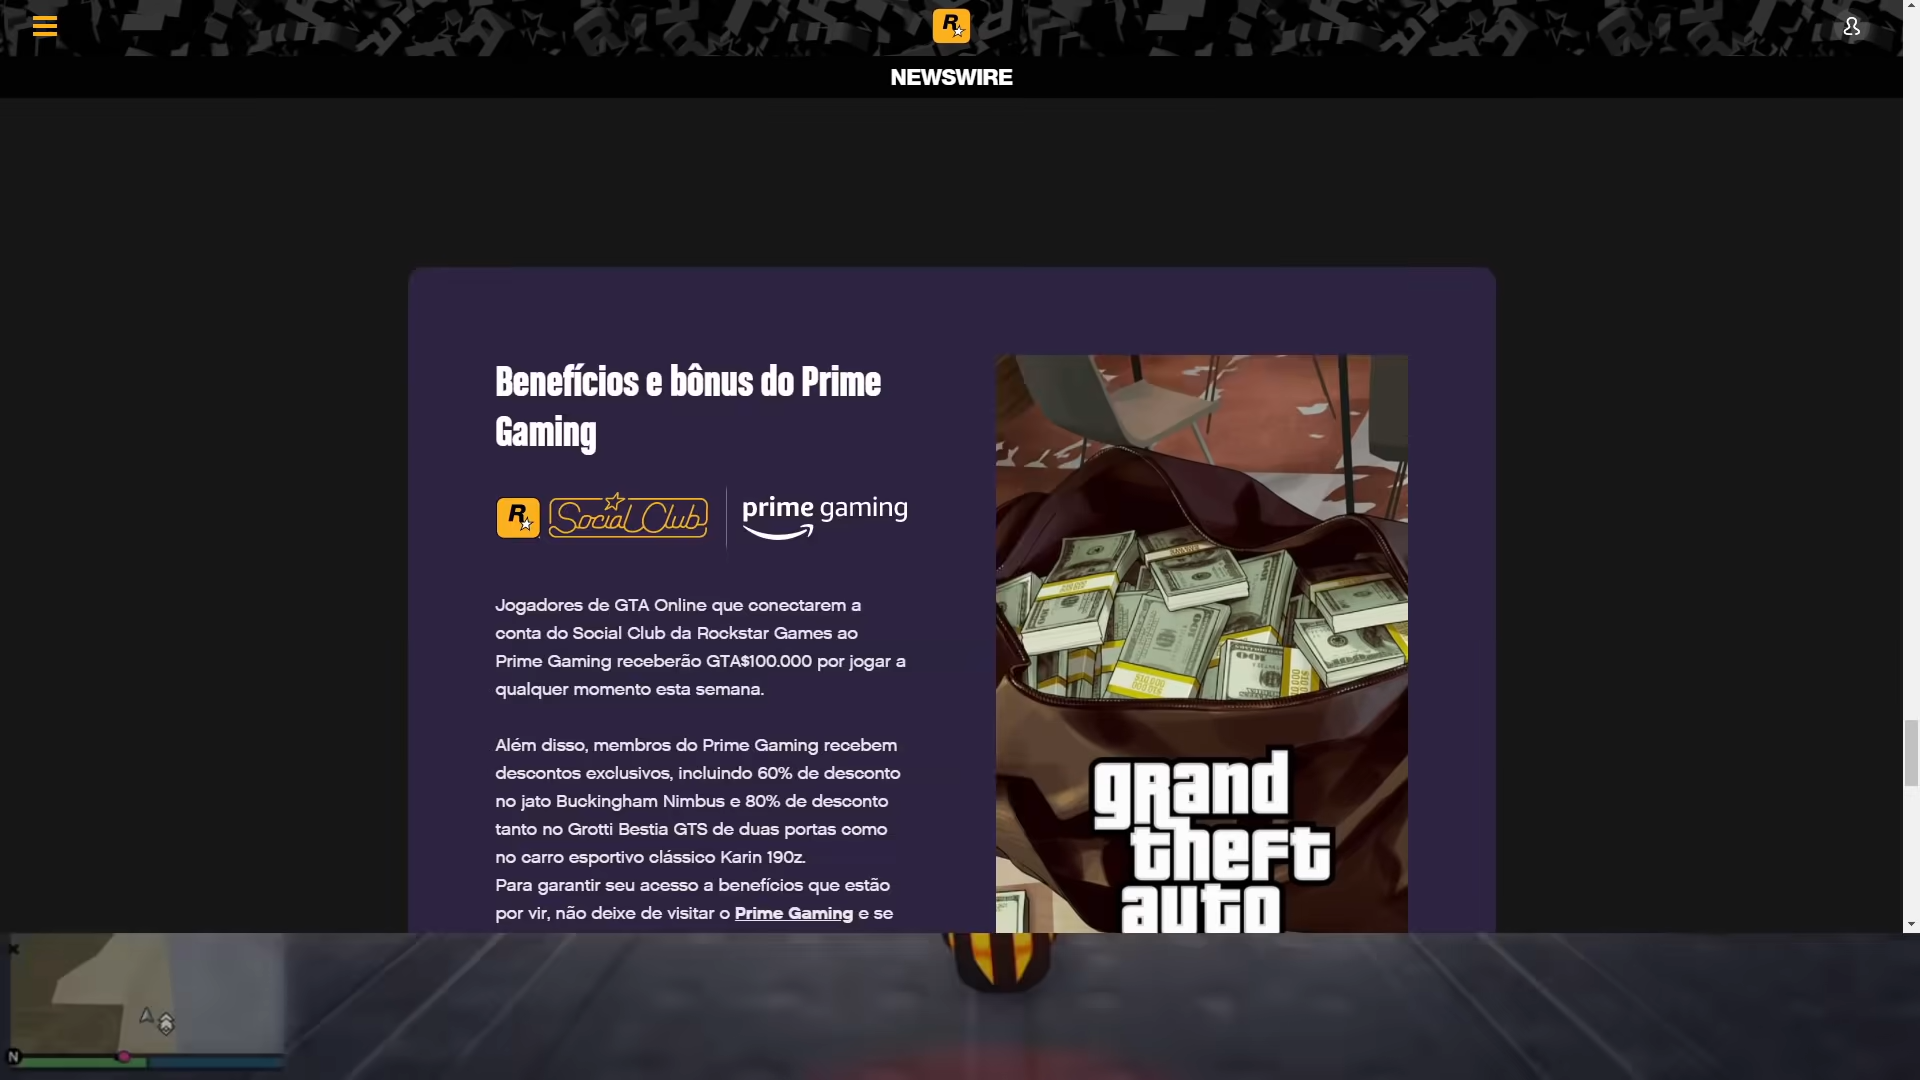 NEWSWIRE
Benefícios e bônus do Prime
Gaming
R
Social Club
prime gaming
Jogadores de GTA Online que conectarem a
conta do Social Club da Rockstar Games ao
Prime Gaming receberão GTA$100.000 por jogar a
qualquer momento esta semana.
Além disso, membros do Prime Gaming recebem
descontos exclusivos, incluindo 60% de desconto
no jato Buckingham Nimbus e 80% de desconto
tanto no Grotti Bestia GTS de duas portas como
no carro esportivo clássico Karin 190z.
Para garantir seu acesso a benefícios que estão
por vir, não deixe de visitar o Prime Gaming e se
grand
theft
auto
N